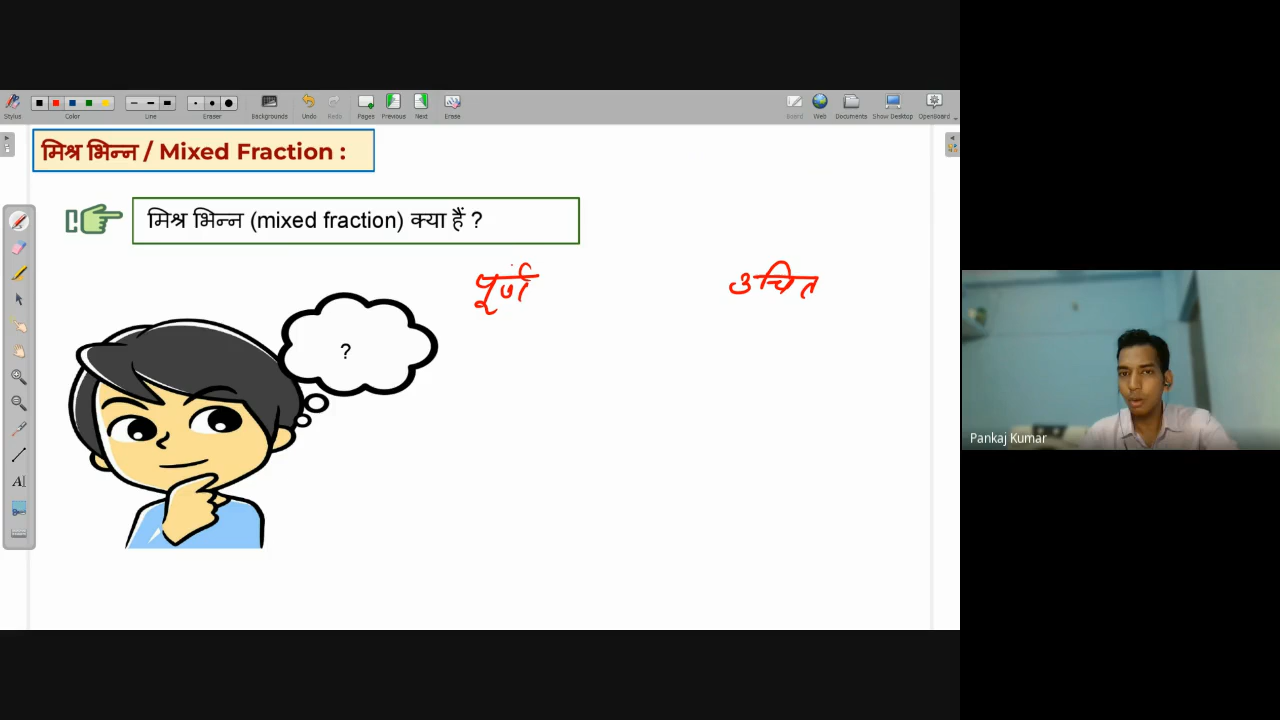 Stylus Color Line Eraser Backgrounds Undo Redo Pages Previous Next Erase Board Web Documents Show Desktop OpenBoard
मिश्र भिन्न / Mixed Fraction :
मिश्र भिन्न (mixed fraction) क्या हैं ?
पूर्ण उचित
?
Pankaj Kumar